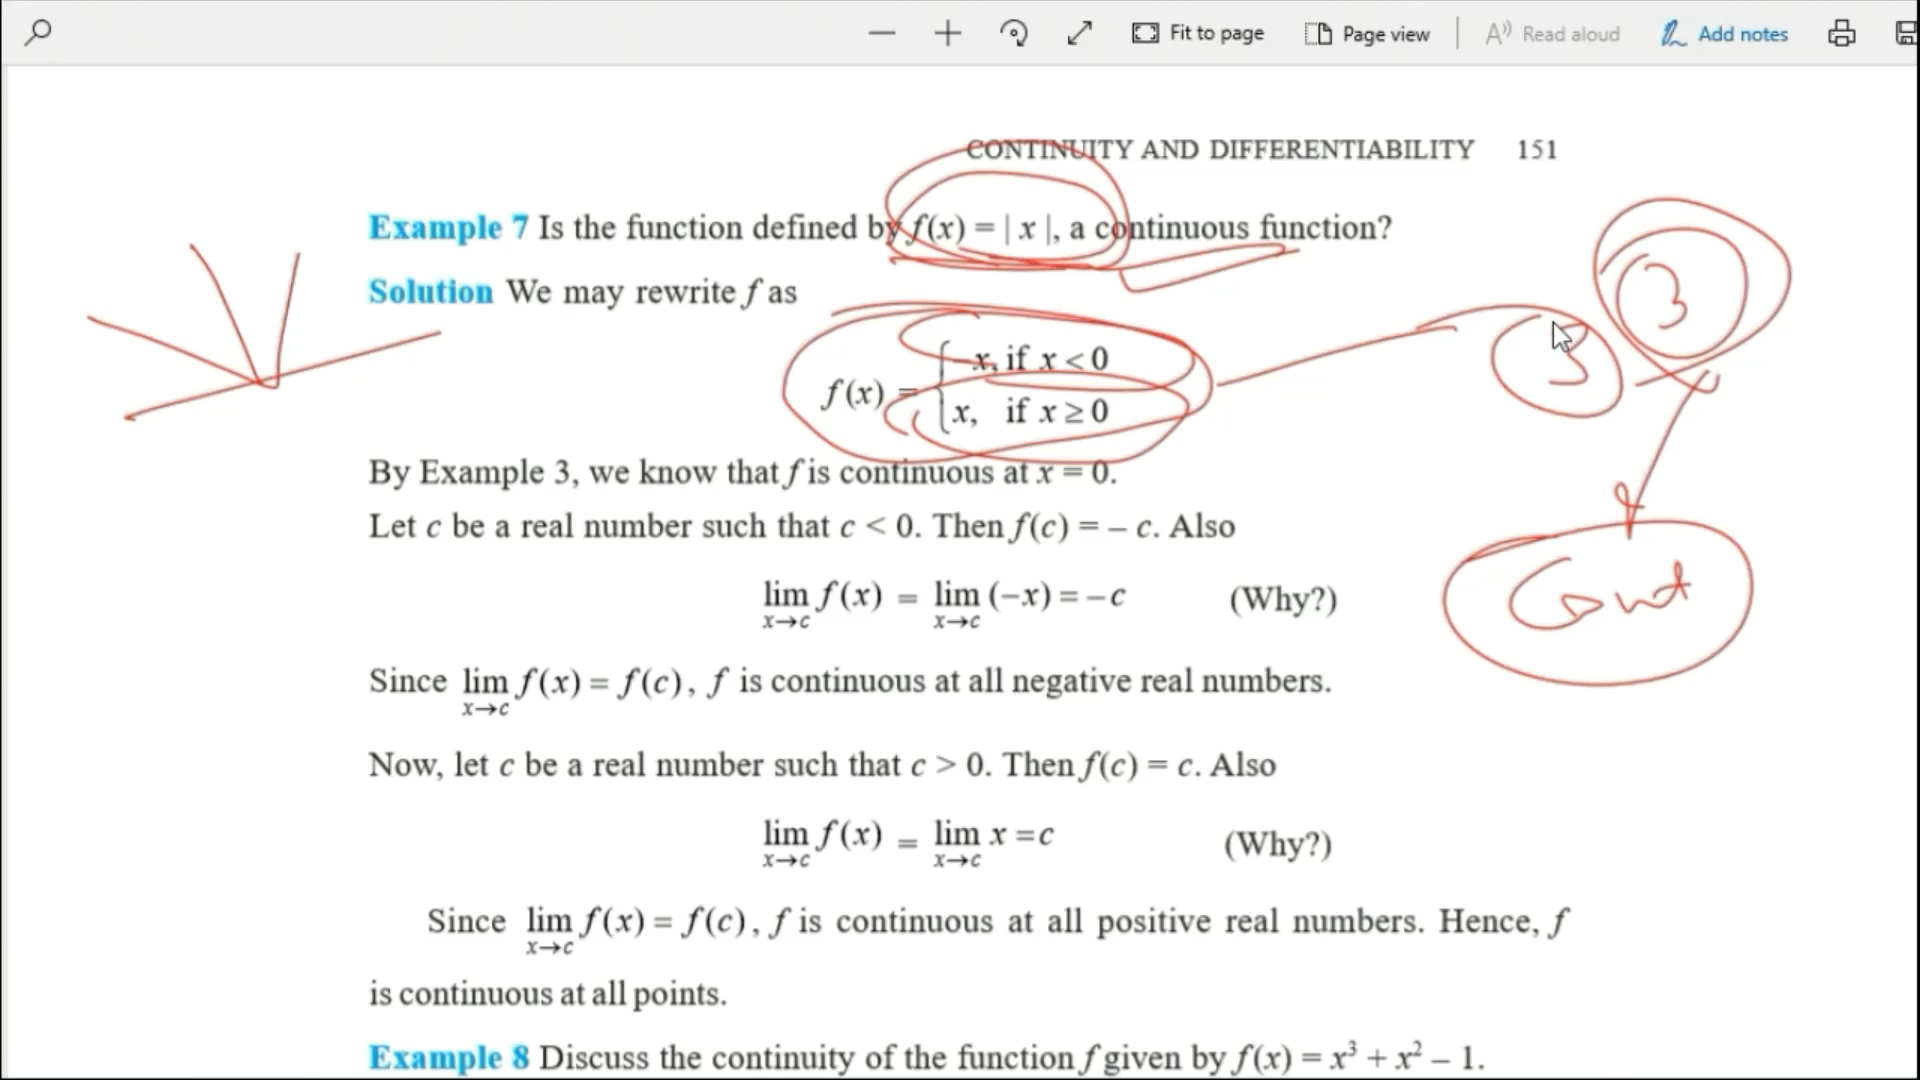 Fit to page Page view Read aloud Add notes
CONTINUITY AND DIFFERENTIABILITY 151
Example 7 Is the function defined by f(x) = | x |, a continuous function?
3
Solution We may rewrite f as
3
f(x) = { -x, if x < 0
x, if x ≥ 0
By Example 3, we know that f is continuous at x = 0.
Let c be a real number such that c < 0. Then f(c) = – c. Also
lim x→c f(x) = lim x→c (−x) = −c (Why?)
Cont
Since lim x→c f(x) = f(c), f is continuous at all negative real numbers.
Now, let c be a real number such that c > 0. Then f(c) = c. Also
lim x→c f(x) = lim x→c x = c (Why?)
Since lim x→c f(x) = f(c), f is continuous at all positive real numbers. Hence, f
is continuous at all points.
Example 8 Discuss the continuity of the function f given by f(x) = x³ + x² – 1.